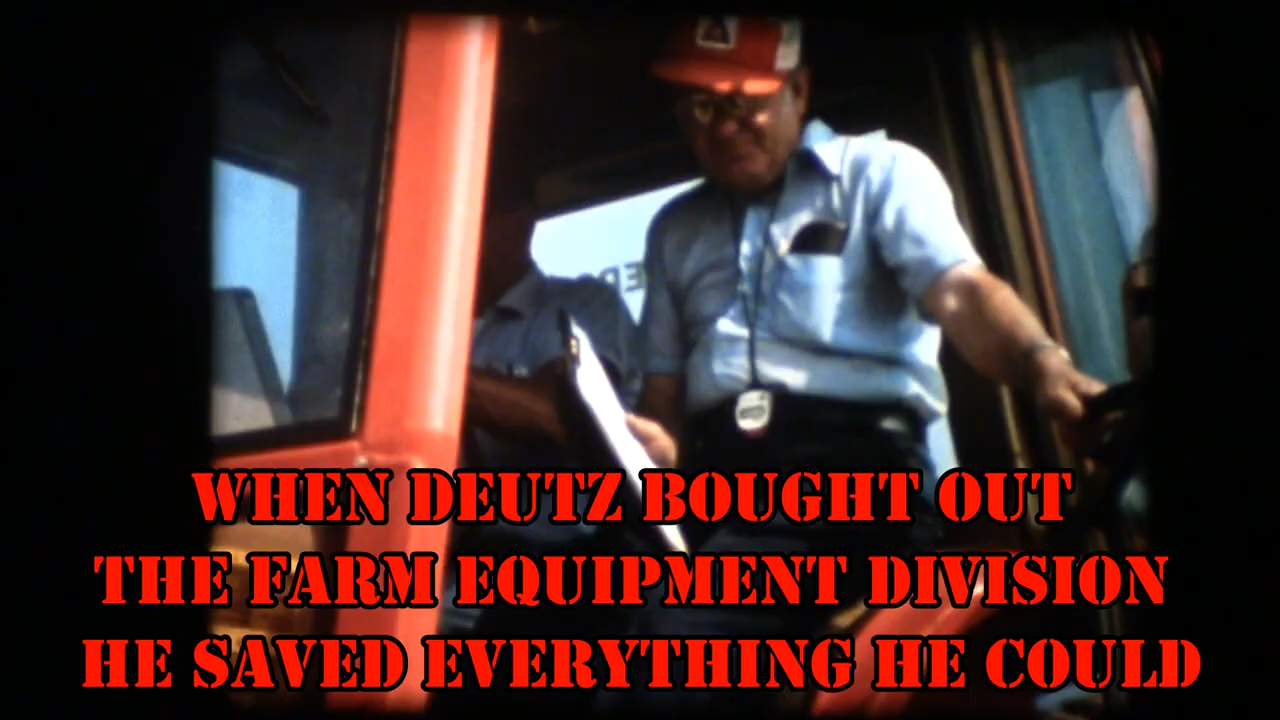 WHEN DEUTZ BOUGHT OUT
THE FARM EQUIPMENT DIVISION
HE SAVED EVERYTHING HE COULD